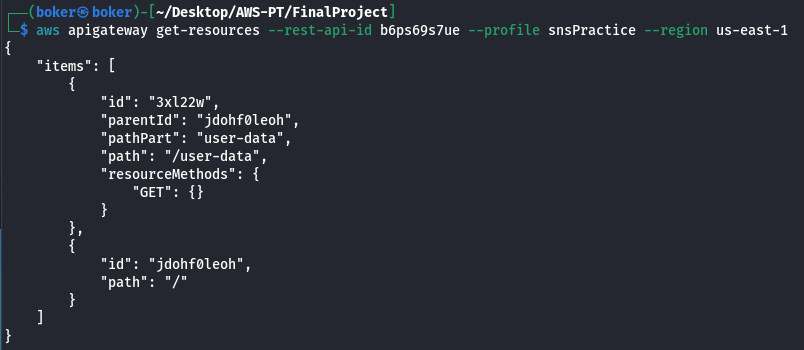 ┌──(boker㉿boker)-[~/Desktop/AWS-PT/FinalProject]
└─$ aws apigateway get-resources --rest-api-id b6ps69s7ue --profile snsPractice --region us-east-1
{
    "items": [
        {
            "id": "3xl22w",
            "parentId": "jdohf0leoh",
            "pathPart": "user-data",
            "path": "/user-data",
            "resourceMethods": {
                "GET": {}
            }
        },
        {
            "id": "jdohf0leoh",
            "path": "/"
        }
    ]
}